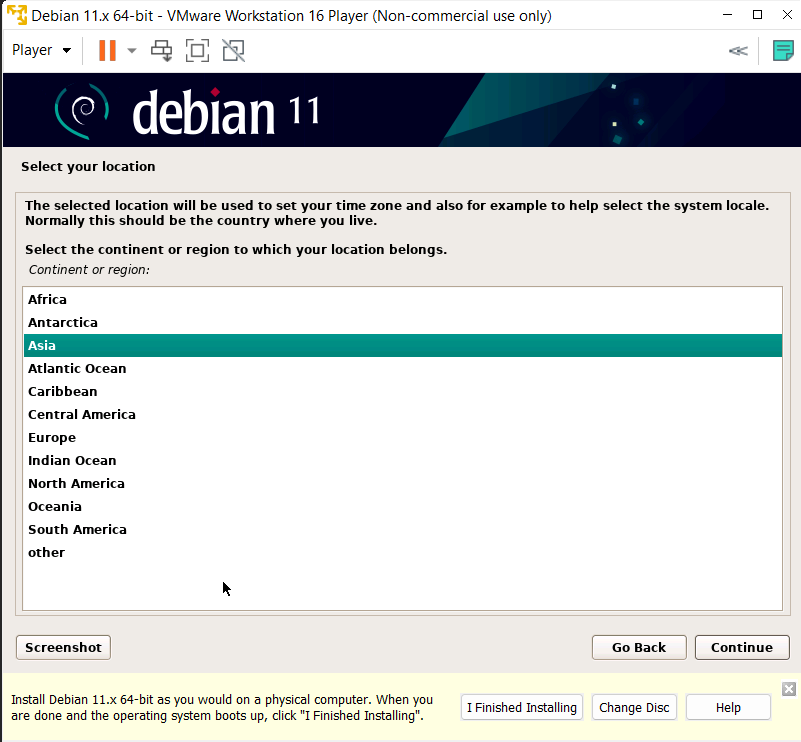 Debian 11.x 64-bit - VMware Workstation 16 Player (Non-commercial use only)
Player
debian 11
Select your location
The selected location will be used to set your time zone and also for example to help select the system locale.
Normally this should be the country where you live.
Select the continent or region to which your location belongs.
Continent or region:
Africa
Antarctica
Asia
Atlantic Ocean
Caribbean
Central America
Europe
Indian Ocean
North America
Oceania
South America
other
Screenshot
Go Back
Continue
Install Debian 11.x 64-bit as you would on a physical computer. When you
are done and the operating system boots up, click "I Finished Installing".
I Finished Installing
Change Disc
Help